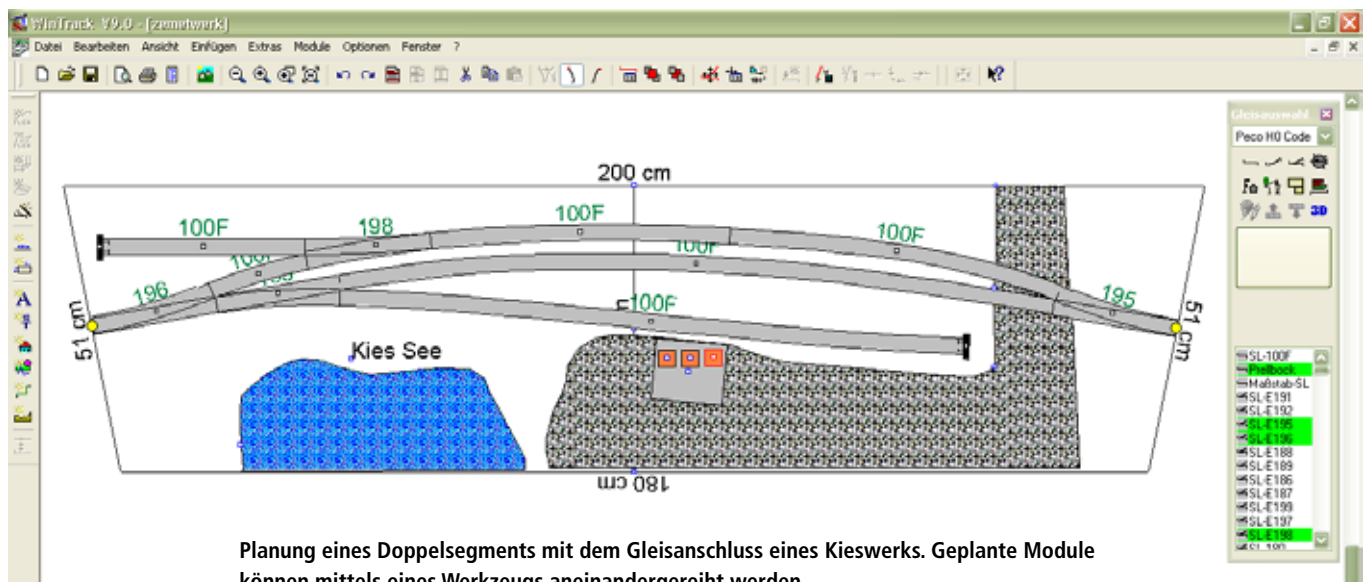 WinTrack V9.0 - [zemetwerk]
Datei Bearbeiten Ansicht Einfügen Extras Module Optionen Fenster ?
Gleisauswahl
Peco H0 Code
3D
200 cm
100F
198
100F
100F
100F
196
195
100F
51 cm
51 cm
Kies See
180 cm
SL-100F
Prellbock
Maßstab-SL
SL-E191
SL-E192
SL-E195
SL-E196
SL-E188
SL-E189
SL-E186
SL-E187
SL-E199
SL-E197
SL-E198
Planung eines Doppelsegments mit dem Gleisanschluss eines Kieswerks. Geplante Module
können mittels eines Werkzeugs aneinandergereiht werden